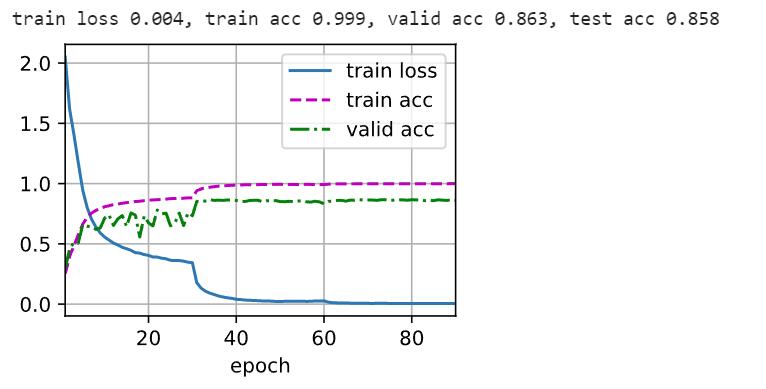 train loss 0.004, train acc 0.999, valid acc 0.863, test acc 0.858
2.0
1.5
1.0
0.5
0.0
train loss
train acc
valid acc
20 40 60 80
epoch